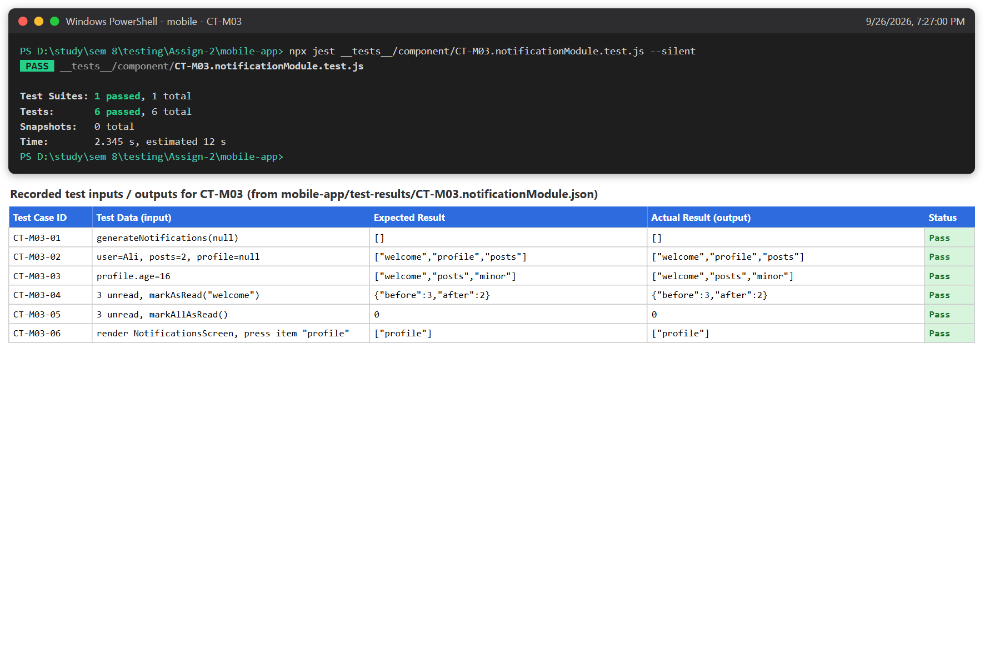 Windows PowerShell - mobile - CT-M03 9/26/2026, 7:27:00 PM
PS D:\study\sem 8\testing\Assign-2\mobile-app> npx jest __tests__/component/CT-M03.notificationModule.test.js --silent
PASS __tests__/component/CT-M03.notificationModule.test.js
Test Suites: 1 passed, 1 total
Tests: 6 passed, 6 total
Snapshots: 0 total
Time: 2.345 s, estimated 12 s
PS D:\study\sem 8\testing\Assign-2\mobile-app>
Recorded test inputs / outputs for CT-M03 (from mobile-app/test-results/CT-M03.notificationModule.json)
Test Case ID Test Data (input) Expected Result Actual Result (output) Status
CT-M03-01 generateNotifications(null) [] [] Pass
CT-M03-02 user=Ali, posts=2, profile=null ["welcome","profile","posts"] ["welcome","profile","posts"] Pass
CT-M03-03 profile.age=16 ["welcome","posts","minor"] ["welcome","posts","minor"] Pass
CT-M03-04 3 unread, markAsRead("welcome") {"before":3,"after":2} {"before":3,"after":2} Pass
CT-M03-05 3 unread, markAllAsRead() 0 0 Pass
CT-M03-06 render NotificationsScreen, press item "profile" ["profile"] ["profile"] Pass